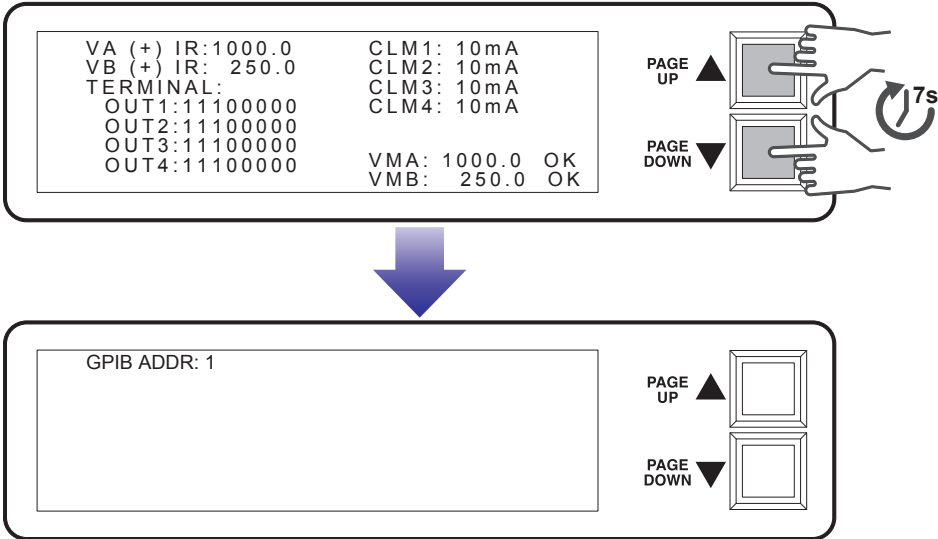 VA (+) IR:1000.0
VB (+) IR: 250.0
TERMINAL:
OUT1:11100000
OUT2:11100000
OUT3:11100000
OUT4:11100000
CLM1: 10mA
CLM2: 10mA
CLM3: 10mA
CLM4: 10mA
VMA: 1000.0 OK
VMB: 250.0 OK
PAGE
UP
PAGE
DOWN
7s
GPIB ADDR: 1
PAGE
UP
PAGE
DOWN